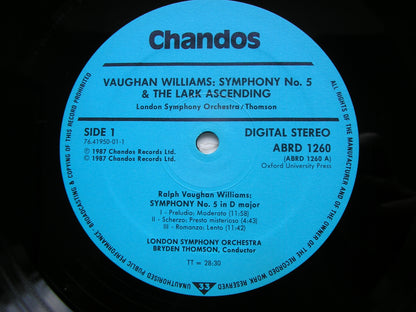 Chandos
VAUGHAN WILLIAMS: SYMPHONY No. 5
& THE LARK ASCENDING
London Symphony Orchestra/Thomson
SIDE 1
76.41950-01-1
℗ 1987 Chandos Records Ltd.
© 1987 Chandos Records Ltd.
DIGITAL STEREO
ABRD 1260
(ABRD 1260 A)
Oxford University Press
Ralph Vaughan Williams:
SYMPHONY No. 5 in D major
I - Preludio: Moderato (11:58)
II - Scherzo: Presto misterioso (4:43)
III - Romanza: Lento (11:42)
LONDON SYMPHONY ORCHESTRA
BRYDEN THOMSON, Conductor
TT = 28:30
33
ALL RIGHTS OF THE MANUFACTURER AND OF THE OWNER OF THE RECORDED WORK RESERVED UNAUTHORISED PUBLIC PERFORMANCE BROADCASTING & COPYING OF THIS RECORD PROHIBITED